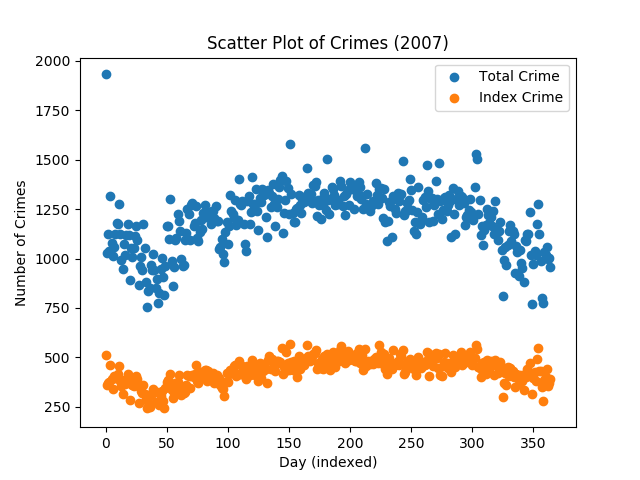 Scatter Plot of Crimes (2007)
Total Crime
Index Crime
2000
1750
1500
1250
1000
750
500
250
Number of Crimes
0 50 100 150 200 250 300 350
Day (indexed)